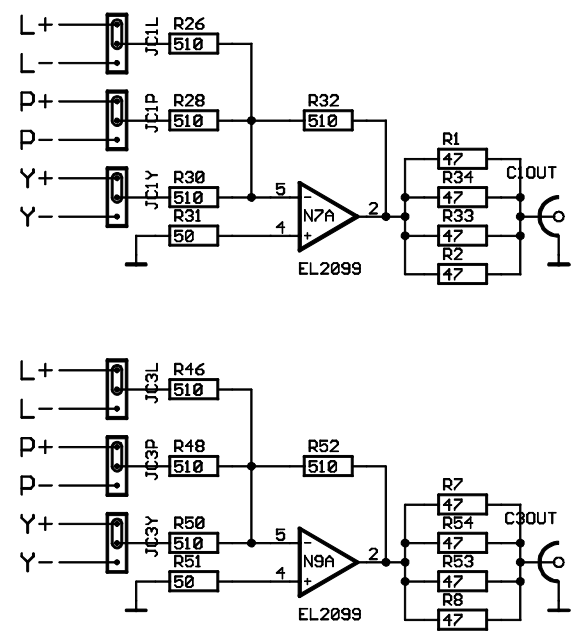 L+
JC1L
R26
510
L-
P+
JC1P
R28
510
R32
510
P-
Y+
JC1Y
R30
510
Y-
R31
50
5
4
N7A
2
EL2099
R1
47
R34
47
R33
47
R2
47
C1OUT
L+
JC3L
R46
510
L-
P+
JC3P
R48
510
R52
510
P-
Y+
JC3Y
R50
510
Y-
R51
50
5
4
N9A
2
EL2099
R7
47
R54
47
R53
47
R8
47
C3OUT